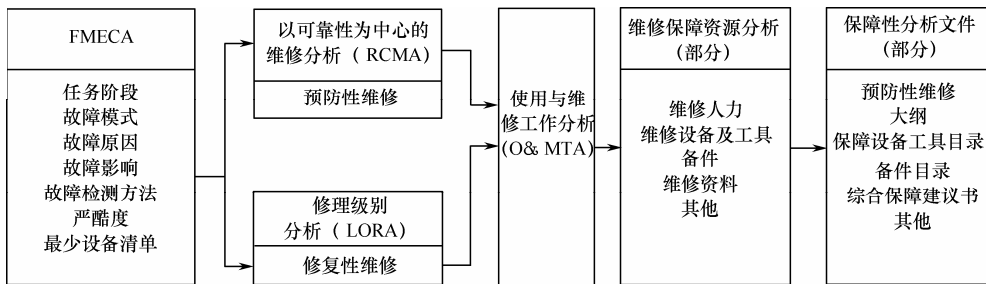 FMECA
任务阶段
故障模式
故障原因
故障影响
故障检测方法
严酷度
最少设备清单
以可靠性为中心的
维修分析（RCMA）
预防性维修
修理级别
分析（LORA）
修复性维修
使用与维
修工作分析
(O& MTA)
维修保障资源分析
(部分)
维修人力
维修设备及工具
备件
维修资料
其他
保障性分析文件
(部分)
预防性维修
大纲
保障设备工具目录
备件目录
综合保障建议书
其他